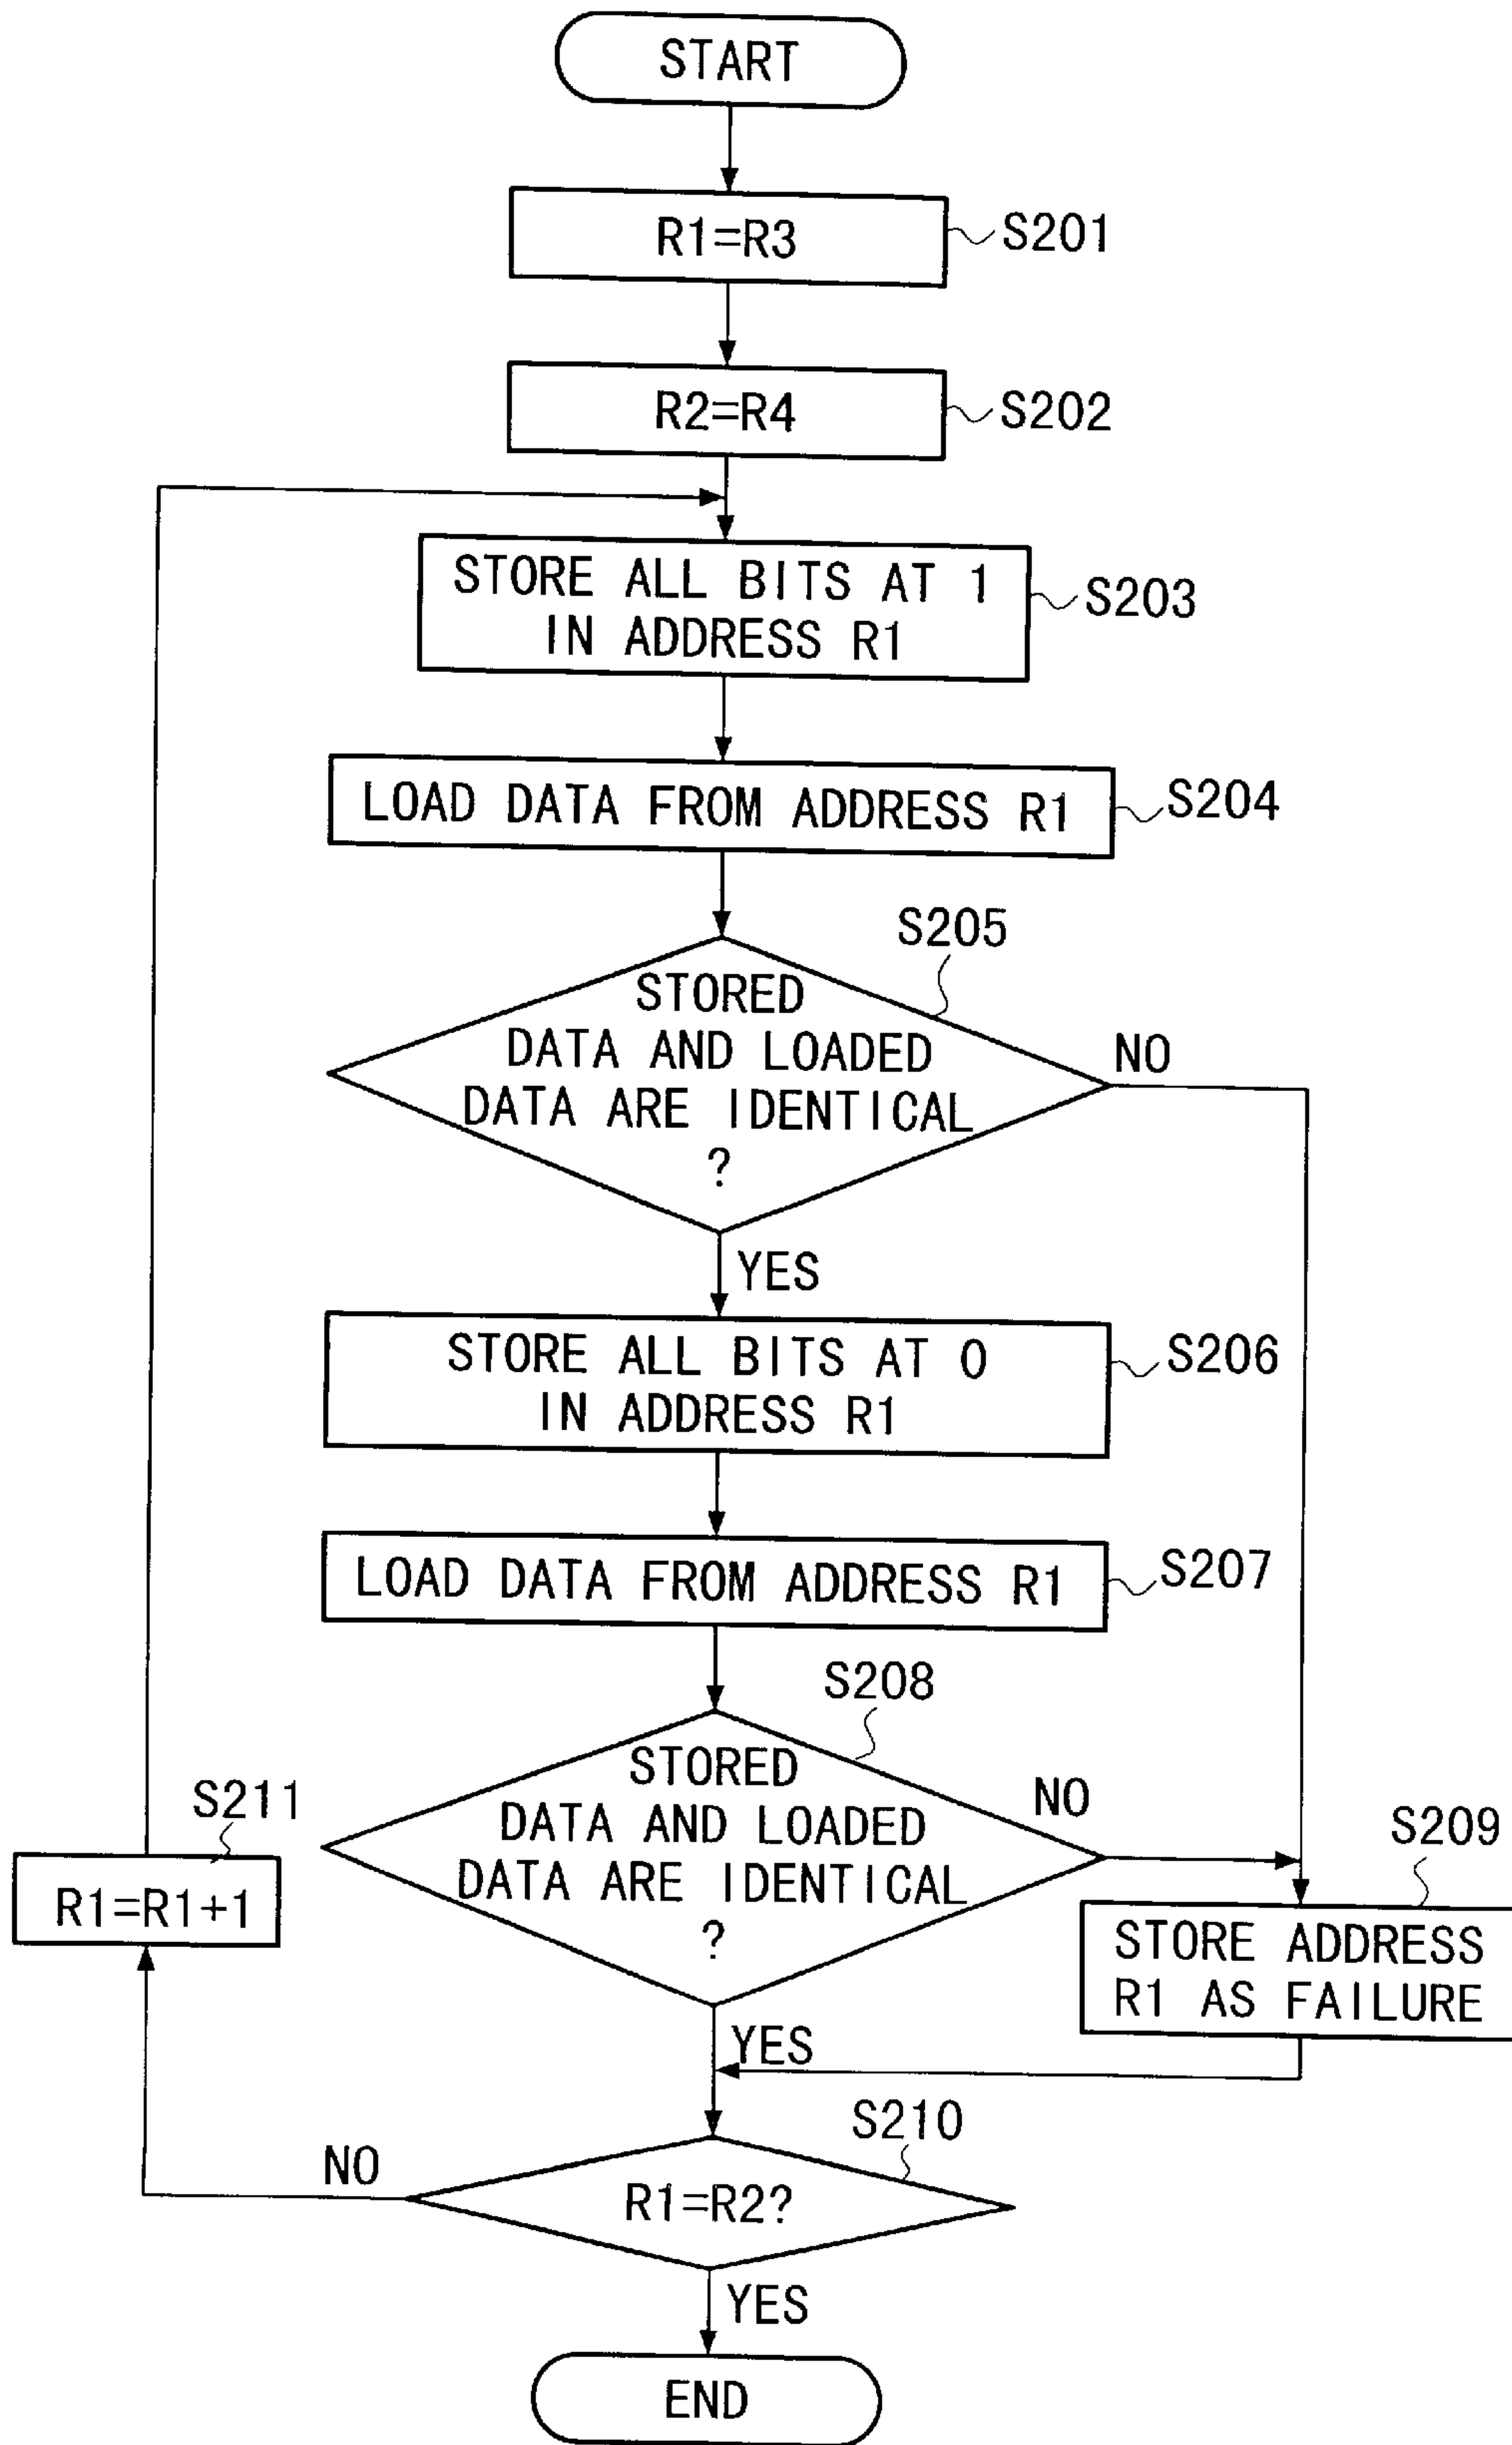 START
R1=R3
S201
R2=R4
S202
STORE ALL BITS AT 1
IN ADDRESS R1
S203
LOAD DATA FROM ADDRESS R1
S204
S205
STORED
DATA AND LOADED
DATA ARE IDENTICAL
?
NO
YES
STORE ALL BITS AT 0
IN ADDRESS R1
S206
LOAD DATA FROM ADDRESS R1
S207
S208
STORED
DATA AND LOADED
DATA ARE IDENTICAL
?
NO
S211
R1=R1+1
S209
STORE ADDRESS
R1 AS FAILURE
YES
S210
NO
R1=R2?
YES
END